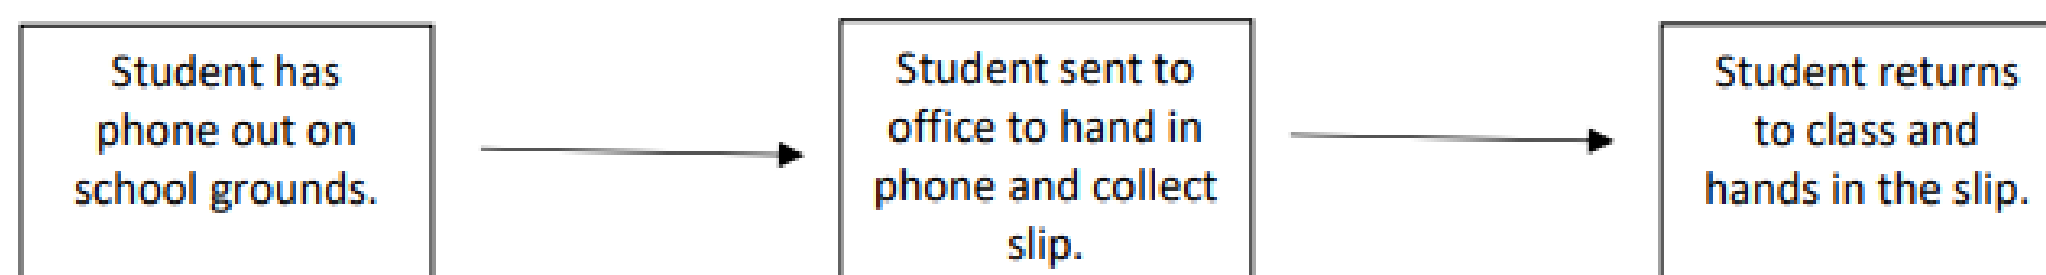 Student has
phone out on
school grounds.
Student sent to
office to hand in
phone and collect
slip.
Student returns
to class and
hands in the slip.